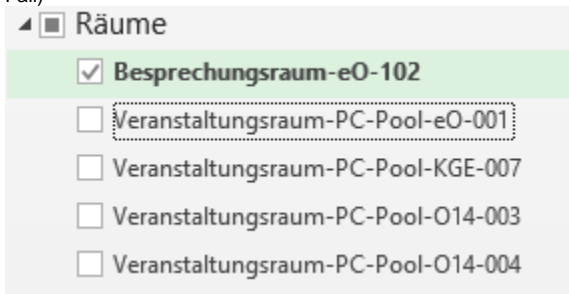 Fall)
Räume
Besprechungsraum-eO-102
Veranstaltungsraum-PC-Pool-eO-001
Veranstaltungsraum-PC-Pool-KGE-007
Veranstaltungsraum-PC-Pool-O14-003
Veranstaltungsraum-PC-Pool-O14-004